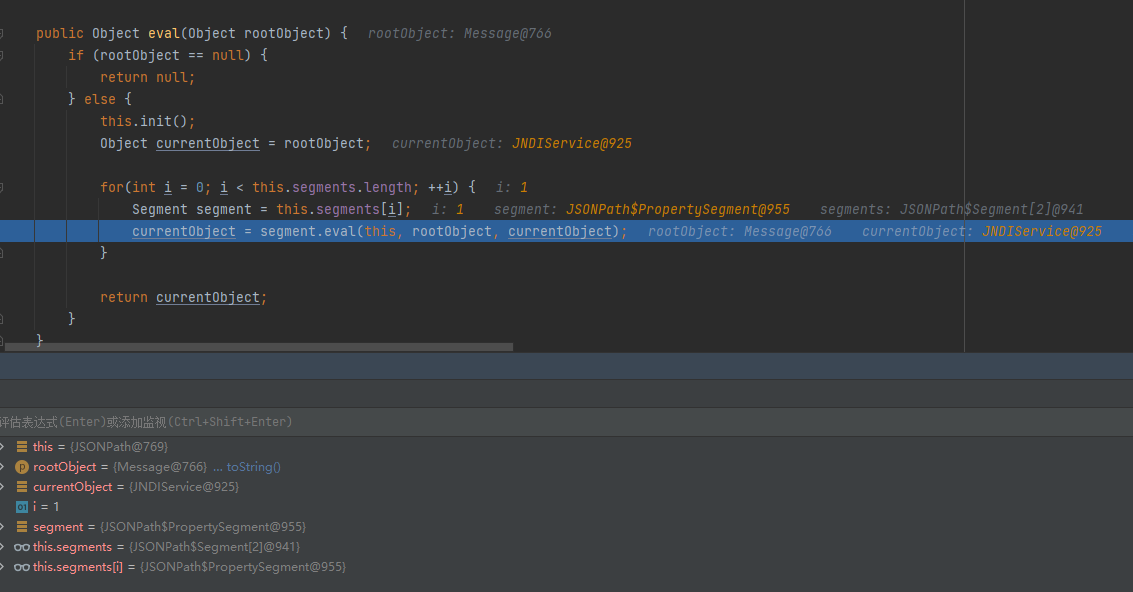 public Object eval(Object rootObject) {   rootObject: Message@766
if (rootObject == null) {
return null;
} else {
this.init();
Object currentObject = rootObject;   currentObject: JNDIService@925
for(int i = 0; i < this.segments.length; ++i) {   i: 1
Segment segment = this.segments[i];   i: 1   segment: JSONPath$PropertySegment@955   segments: JSONPath$Segment[2]@941
currentObject = segment.eval(this, rootObject, currentObject);   rootObject: Message@766   currentObject: JNDIService@925
}
return currentObject;
}
}
评估表达式(Enter)或添加监视(Ctrl+Shift+Enter)
this = {JSONPath@769}
p rootObject = {Message@766} ... toString()
currentObject = {JNDIService@925}
01 i = 1
segment = {JSONPath$PropertySegment@955}
this.segments = {JSONPath$Segment[2]@941}
this.segments[i] = {JSONPath$PropertySegment@955}